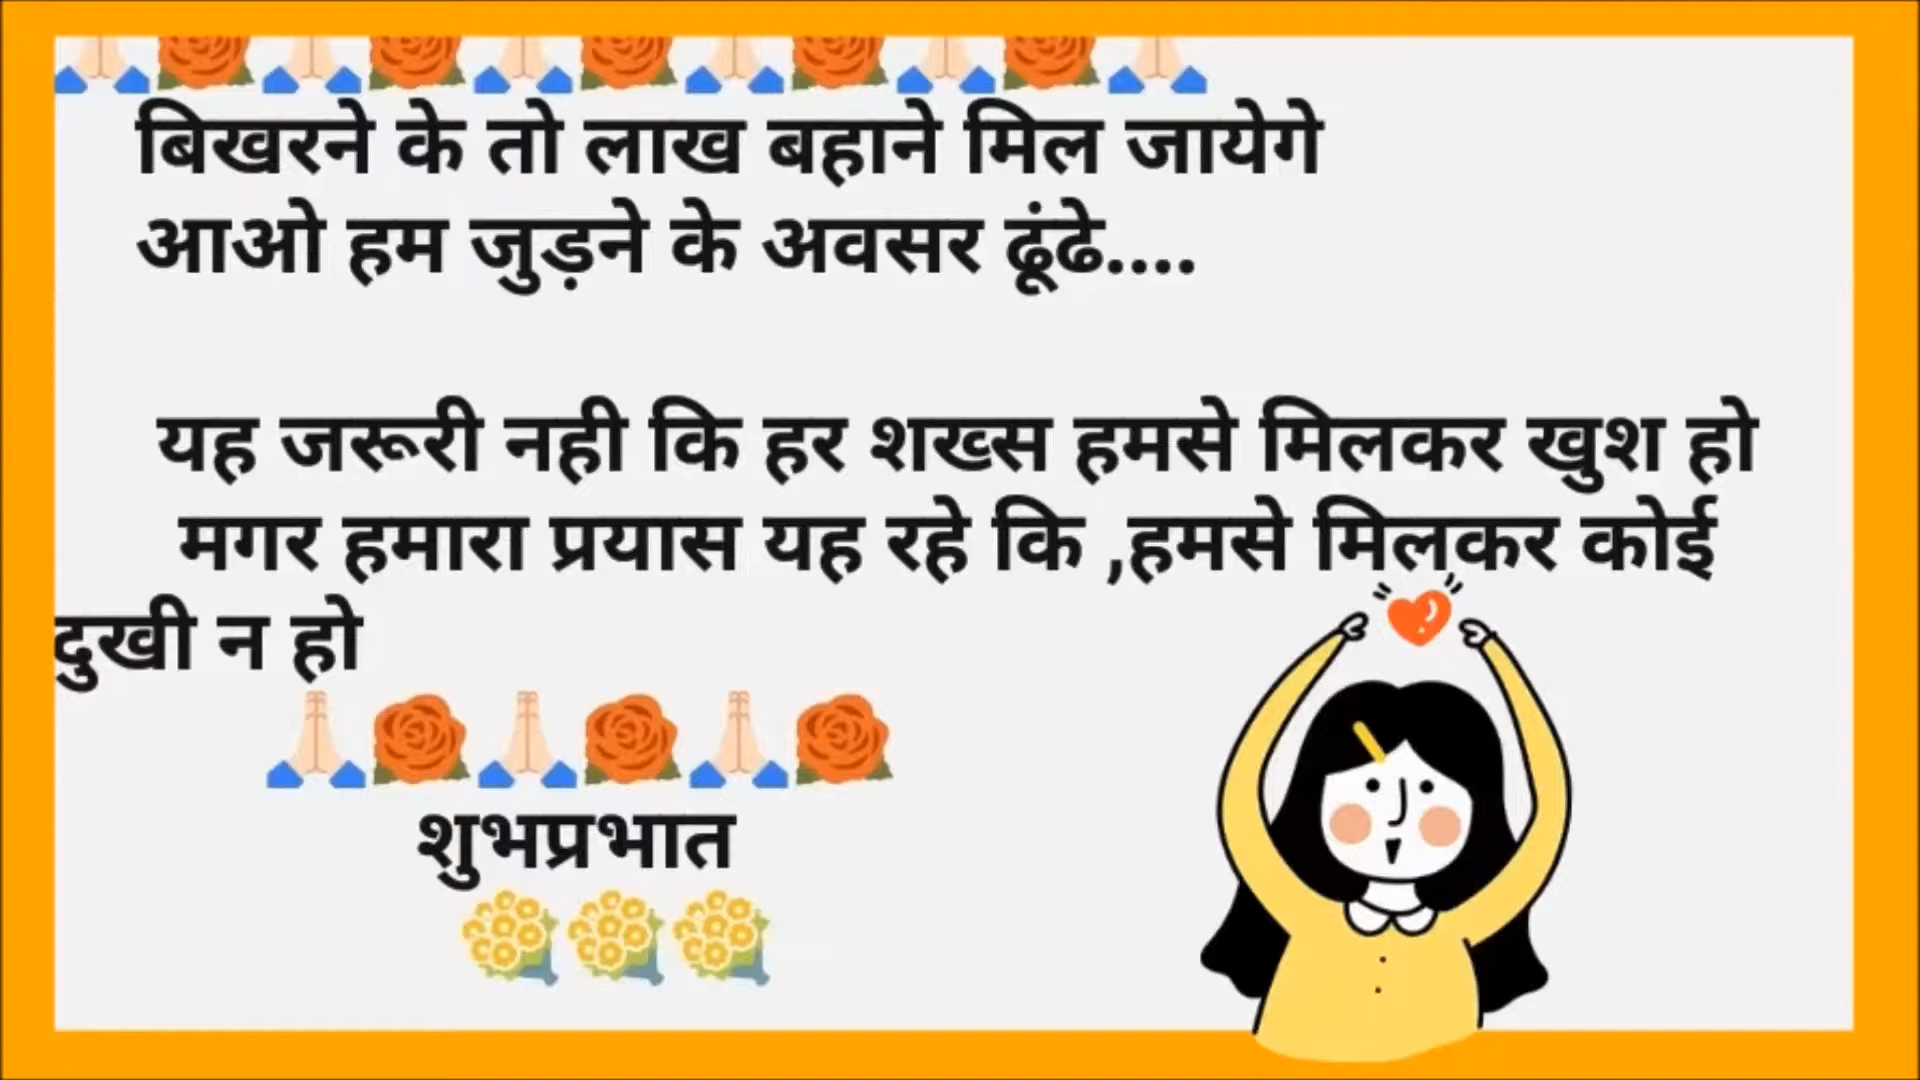 बिखरने के तो लाख बहाने मिल जायेगे
आओ हम जुड़ने के अवसर ढूंढे....
यह जरूरी नही कि हर शख्स हमसे मिलकर खुश हो
मगर हमारा प्रयास यह रहे कि ,हमसे मिलकर कोई
दुखी न हो
शुभप्रभात